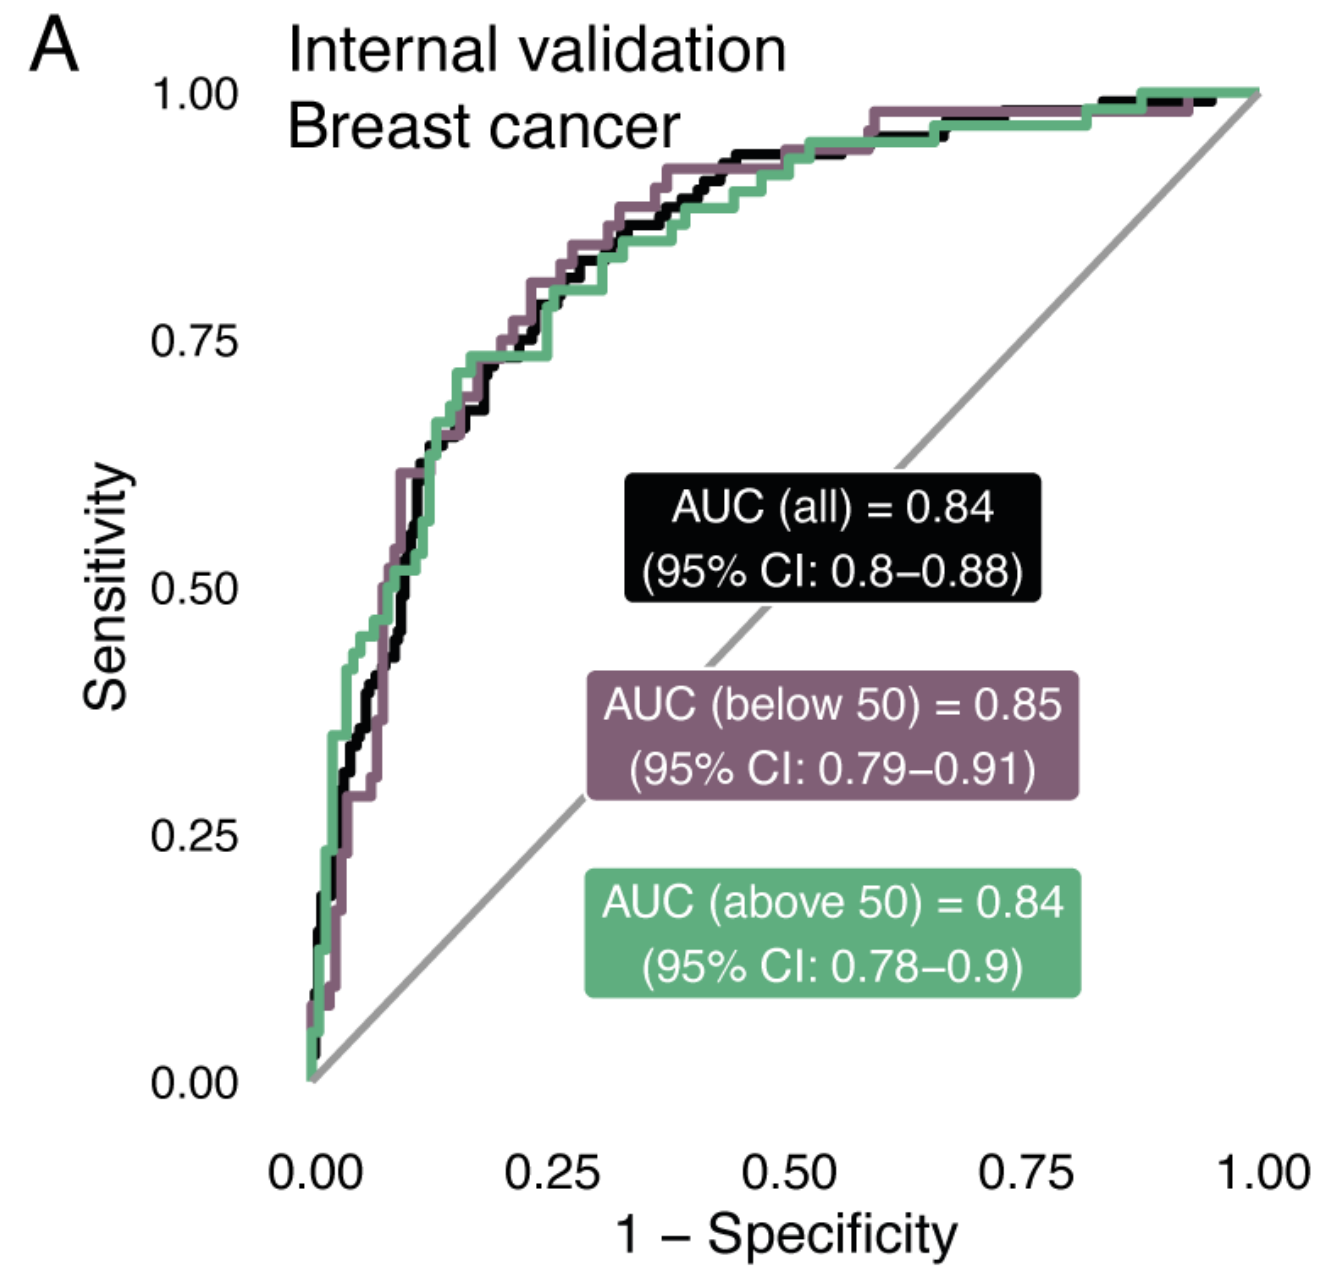 A
Internal validation
Breast cancer
1.00
0.75
0.50
0.25
0.00
Sensitivity
AUC (all) = 0.84
(95% CI: 0.8–0.88)
AUC (below 50) = 0.85
(95% CI: 0.79–0.91)
AUC (above 50) = 0.84
(95% CI: 0.78–0.9)
0.00 0.25 0.50 0.75 1.00
1 – Specificity